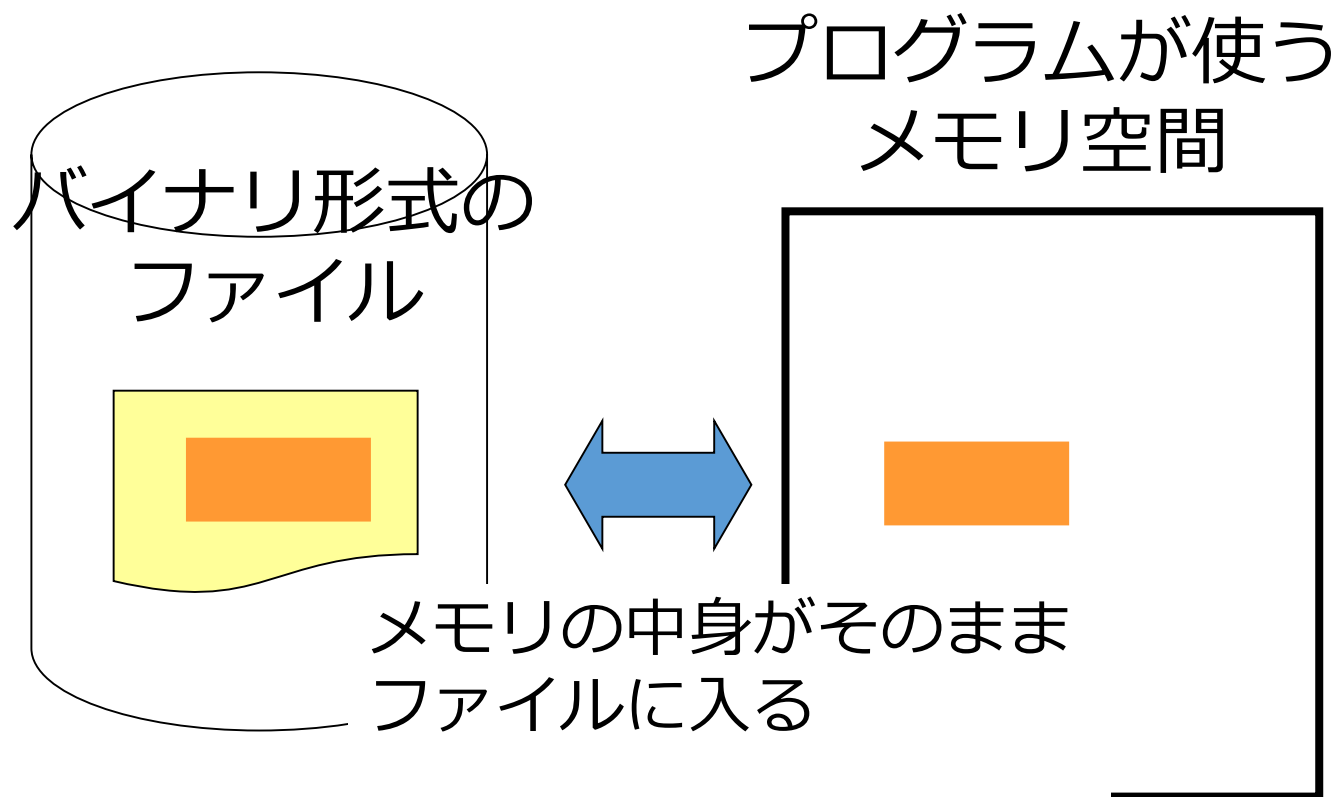 プログラムが使う
メモリ空間
バイナリ形式の
ファイル
メモリの中身がそのまま
ファイルに入る